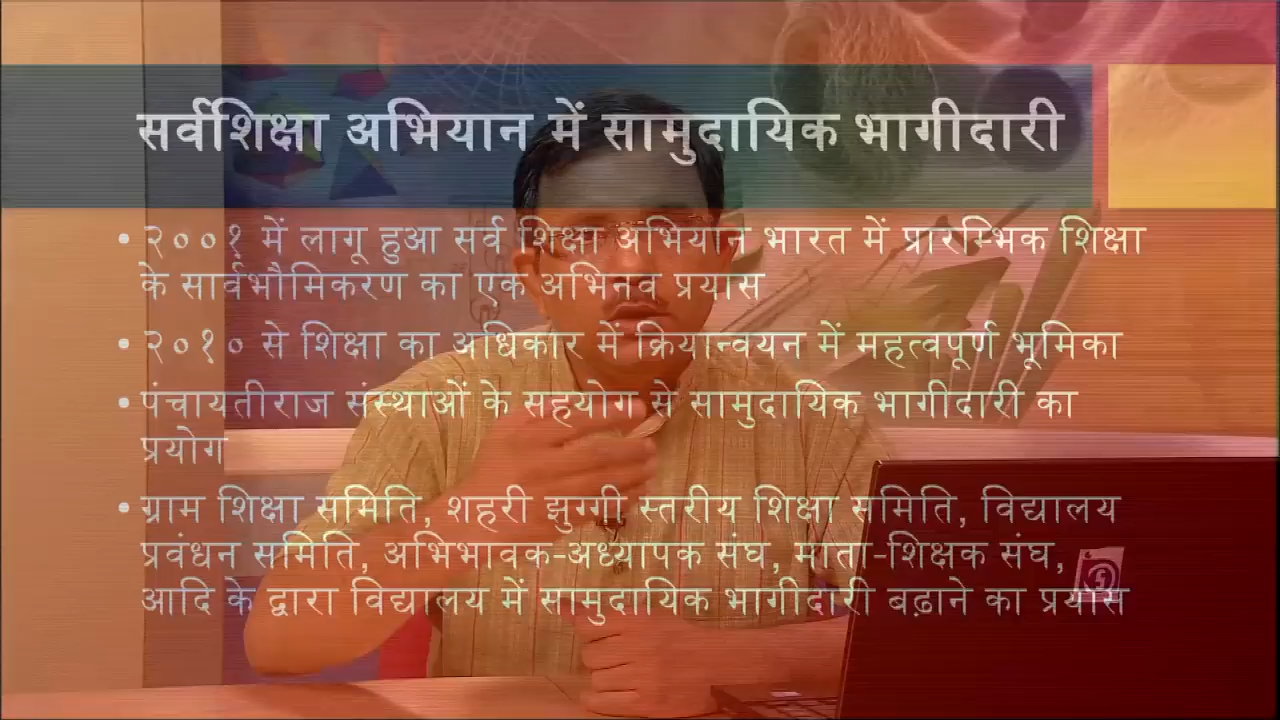 सर्वशिक्षा अभियान में सामुदायिक भागीदारी
• २००१ में लागू हुआ सर्व शिक्षा अभियान भारत में प्रारम्भिक शिक्षा
के सार्वभौमिकरण का एक अभिनव प्रयास
• २०१० से शिक्षा का अधिकार में क्रियान्वयन में महत्वपूर्ण भूमिका
• पंचायतीराज संस्थाओं के सहयोग से सामुदायिक भागीदारी का
प्रयोग
• ग्राम शिक्षा समिति, शहरी झुग्गी स्तरीय शिक्षा समिति, विद्यालय
प्रवंधन समिति, अभिभावक-अध्यापक संघ, माता-शिक्षक संघ,
आदि के द्वारा विद्यालय में सामुदायिक भागीदारी बढ़ाने का प्रयास